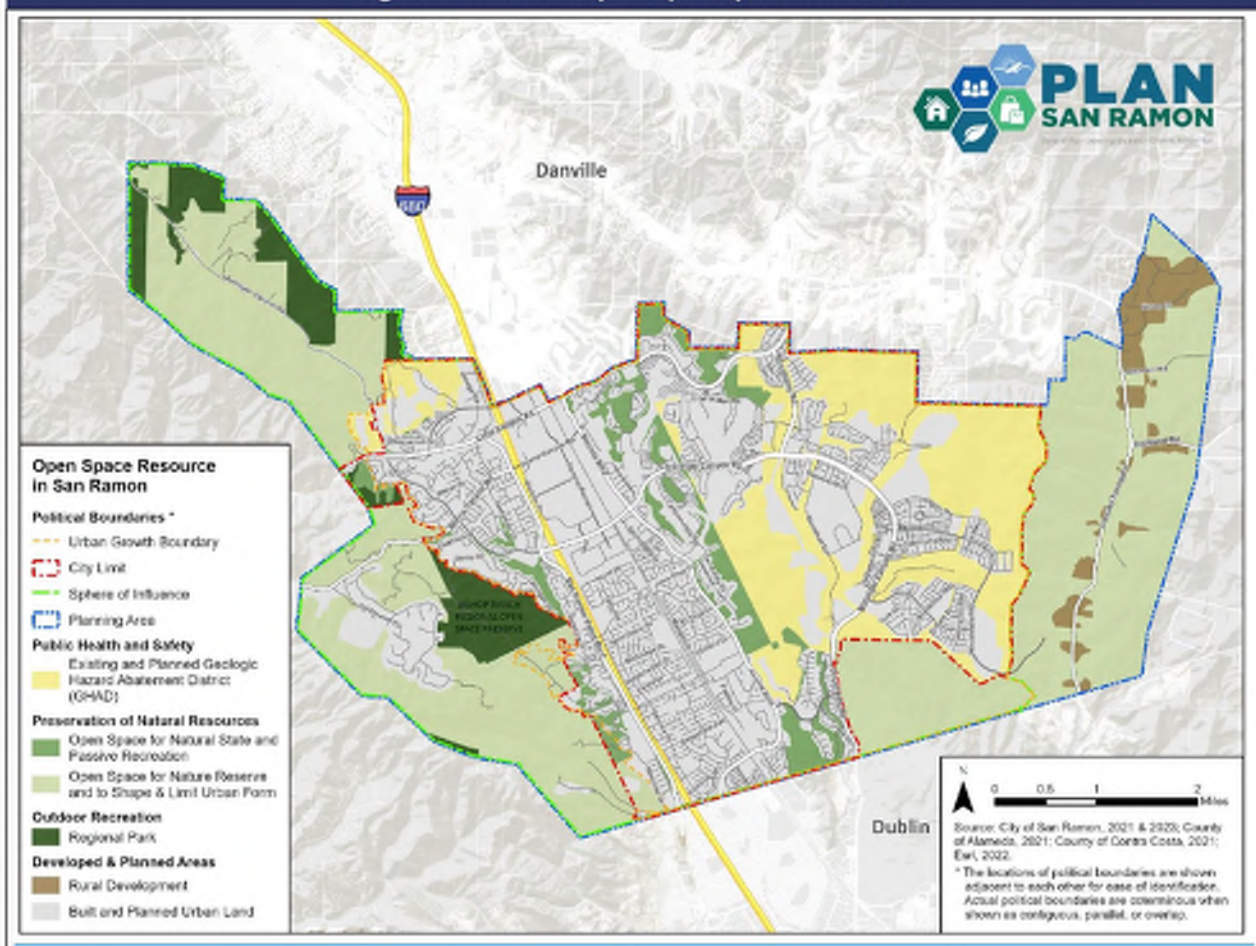 PLAN
SAN RAMON
Danville
680
Open Space Resource
in San Ramon
Political Boundaries *
Urban Growth Boundary
City Limit
Sphere of Influence
Planning Area
Public Health and Safety
Existing and Planned Geologic
Hazard Abatement District
(GHAD)
Preservation of Natural Resources
Open Space for Natural State and
Passive Recreation
Open Space for Nature Reserve
and to Shape & Limit Urban Form
Outdoor Recreation
Regional Park
Developed & Planned Areas
Rural Development
Built and Planned Urban Land
REGIONAL OPEN
SPACE PRESERVE
Dublin
N
0 0.5 1 2
Miles
Source: City of San Ramon, 2021 & 2023; County
of Alameda, 2021; County of Contra Costa, 2021;
Esri, 2022.
* The locations of political boundaries are shown
adjacent to each other for ease of identification.
Actual political boundaries are coterminous when
shown as contiguous, parallel, or overlap.